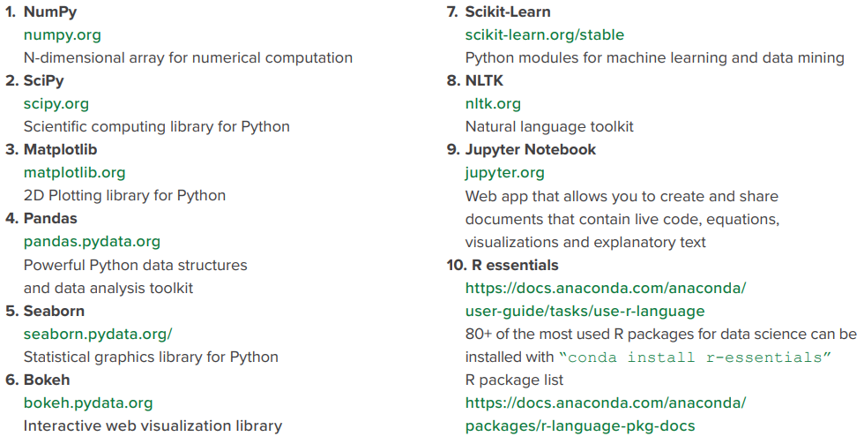 1. NumPy
numpy.org
N-dimensional array for numerical computation
2. SciPy
scipy.org
Scientific computing library for Python
3. Matplotlib
matplotlib.org
2D Plotting library for Python
4. Pandas
pandas.pydata.org
Powerful Python data structures
and data analysis toolkit
5. Seaborn
seaborn.pydata.org/
Statistical graphics library for Python
6. Bokeh
bokeh.pydata.org
Interactive web visualization library
7. Scikit-Learn
scikit-learn.org/stable
Python modules for machine learning and data mining
8. NLTK
nltk.org
Natural language toolkit
9. Jupyter Notebook
jupyter.org
Web app that allows you to create and share
documents that contain live code, equations,
visualizations and explanatory text
10. R essentials
https://docs.anaconda.com/anaconda/
user-guide/tasks/use-r-language
80+ of the most used R packages for data science can be
installed with “conda install r-essentials”
R package list
https://docs.anaconda.com/anaconda/
packages/r-language-pkg-docs